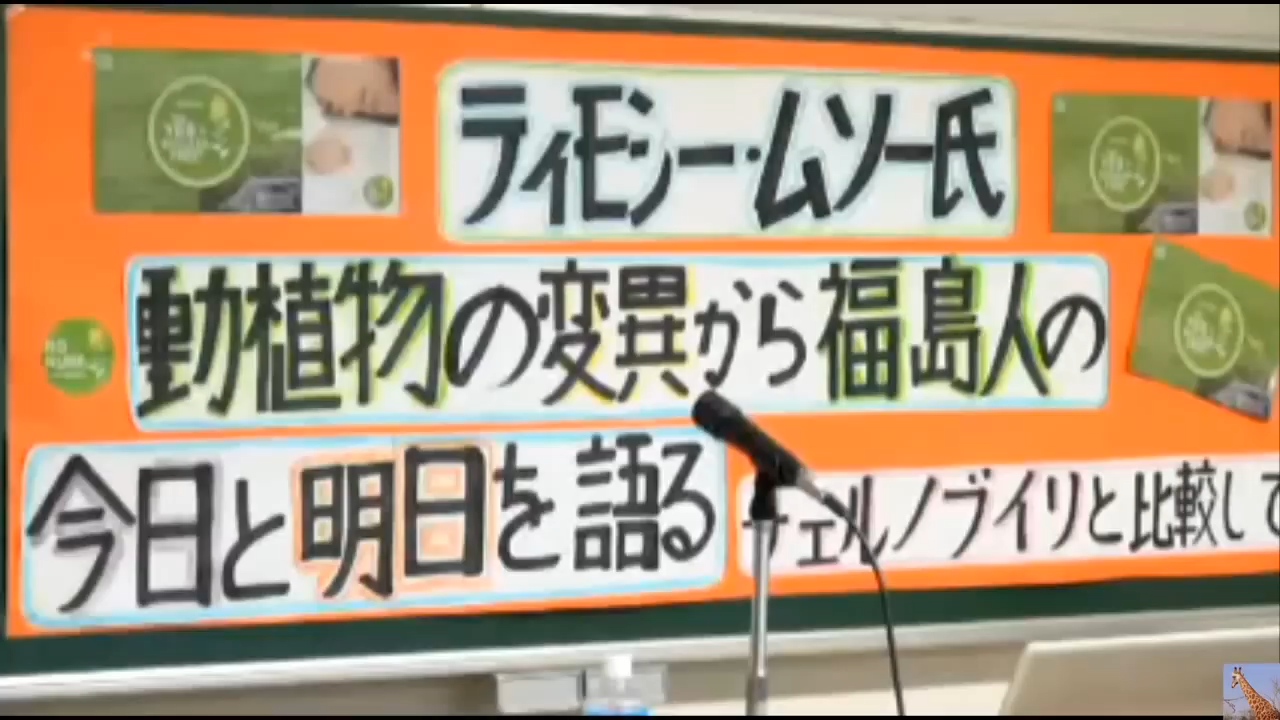 ラィモシー・ムソー氏
動植物の変異から福島人の
今日と明日を語る チェルノブイリと比較して